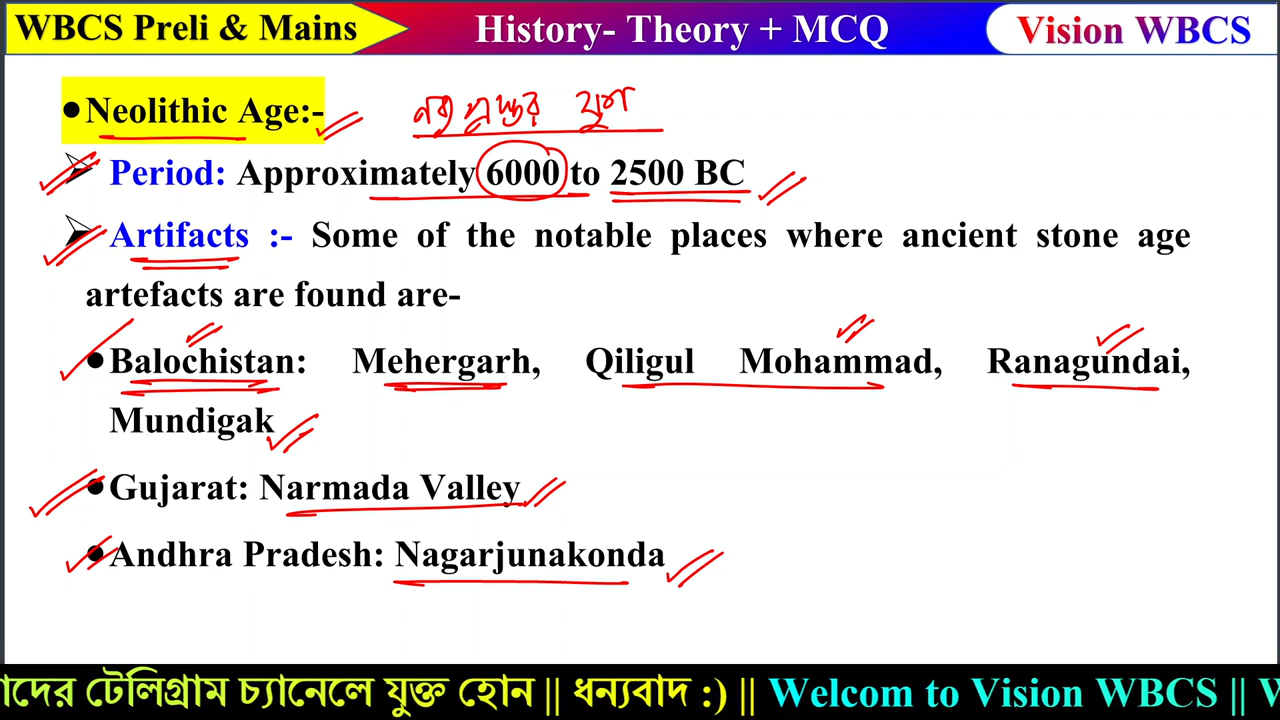 WBCS Preli & Mains
History- Theory + MCQ
Vision WBCS
•Neolithic Age:-
নব্য প্রস্তর যুগ
➢ Period: Approximately 6000 to 2500 BC
➢ Artifacts :- Some of the notable places where ancient stone age
artefacts are found are-
•Balochistan: Mehergarh, Qiligul Mohammad, Ranagundai,
Mundigak
•Gujarat: Narmada Valley
•Andhra Pradesh: Nagarjunakonda
াদের টেলিগ্রাম চ্যানেলে যুক্ত হোন || ধন্যবাদ :) || Welcom to Vision WBCS || W